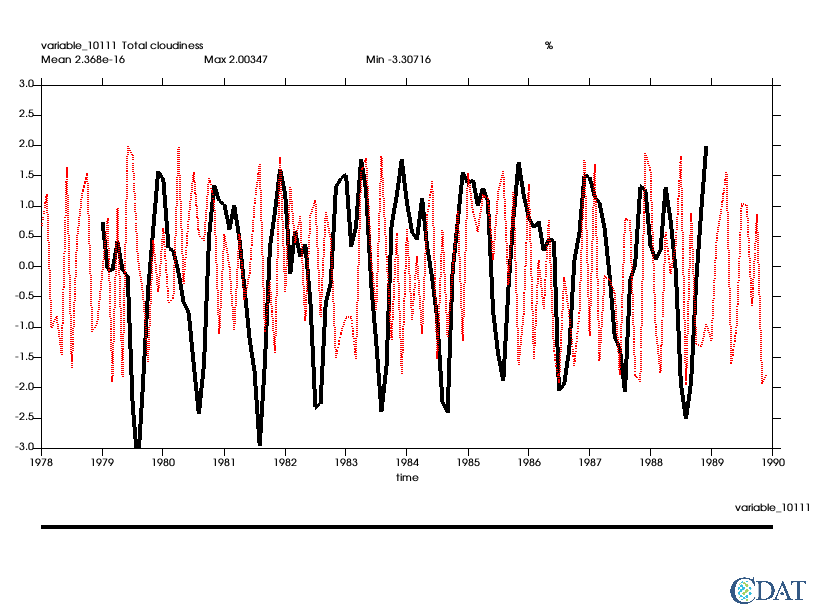 variable_10111 Total cloudiness %
Mean 2.368e-16 Max 2.00347 Min -3.30716
3.0
2.5
2.0
1.5
1.0
0.5
0.0
-0.5
-1.0
-1.5
-2.0
-2.5
-3.0
1978 1979 1980 1981 1982 1983 1984 1985 1986 1987 1988 1989 1990
time
variable_10111
CDAT